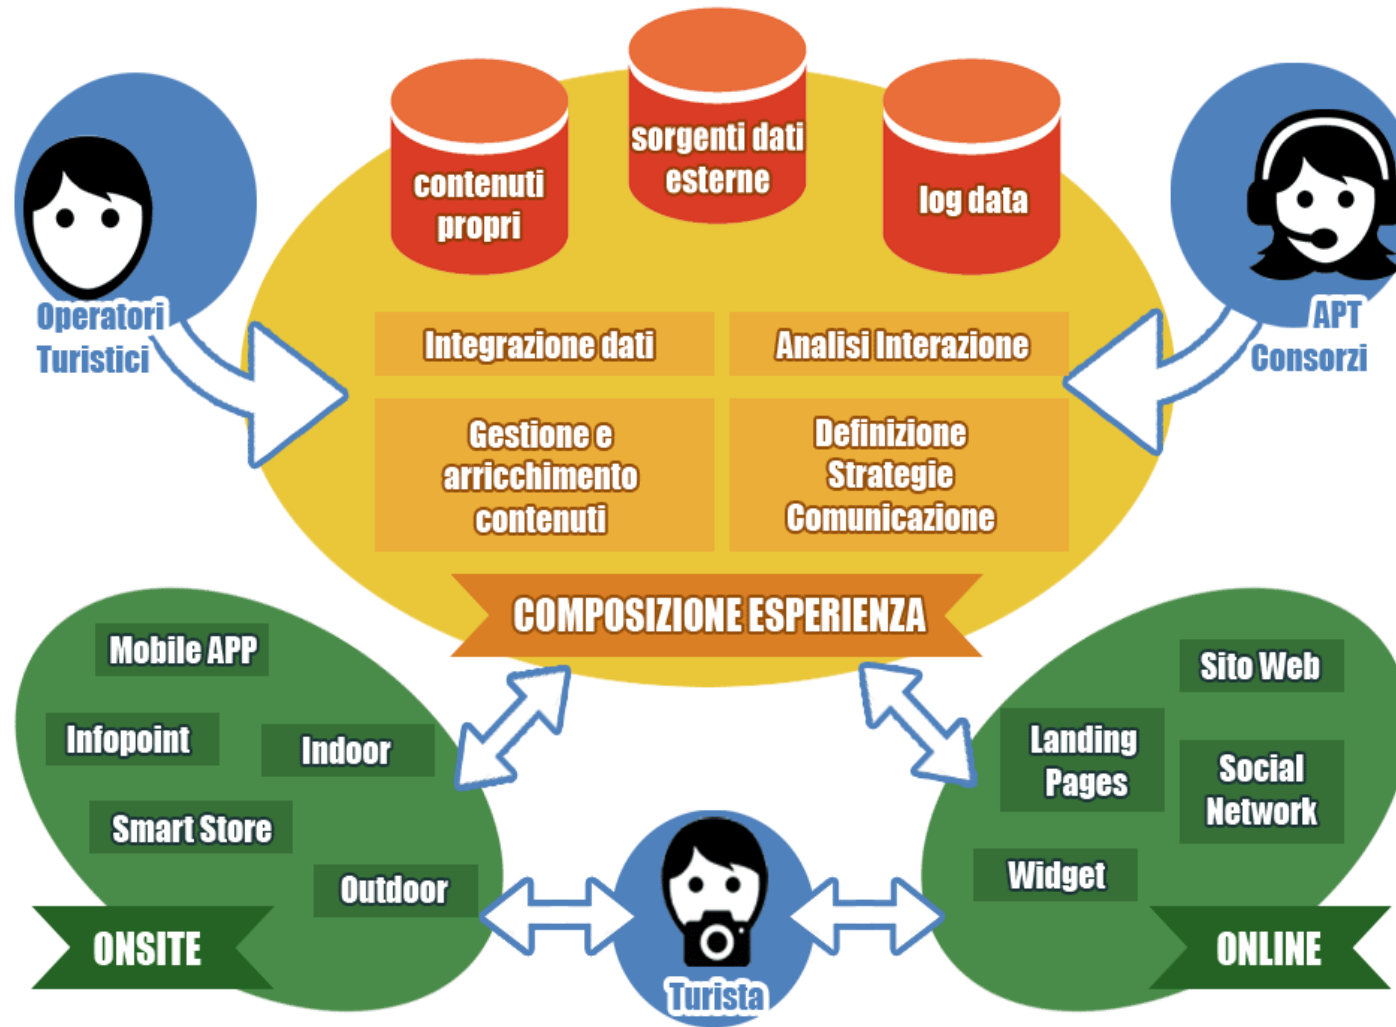 contenuti
propri
sorgenti dati
esterne
log data
Operatori
Turistici
APT
Consorzi
Integrazione dati
Analisi Interazione
Gestione e
arricchimento
contenuti
Definizione
Strategie
Comunicazione
COMPOSIZIONE ESPERIENZA
Mobile APP
Infopoint
Indoor
Smart Store
Outdoor
ONSITE
Sito Web
Landing
Pages
Social
Network
Widget
ONLINE
Turista